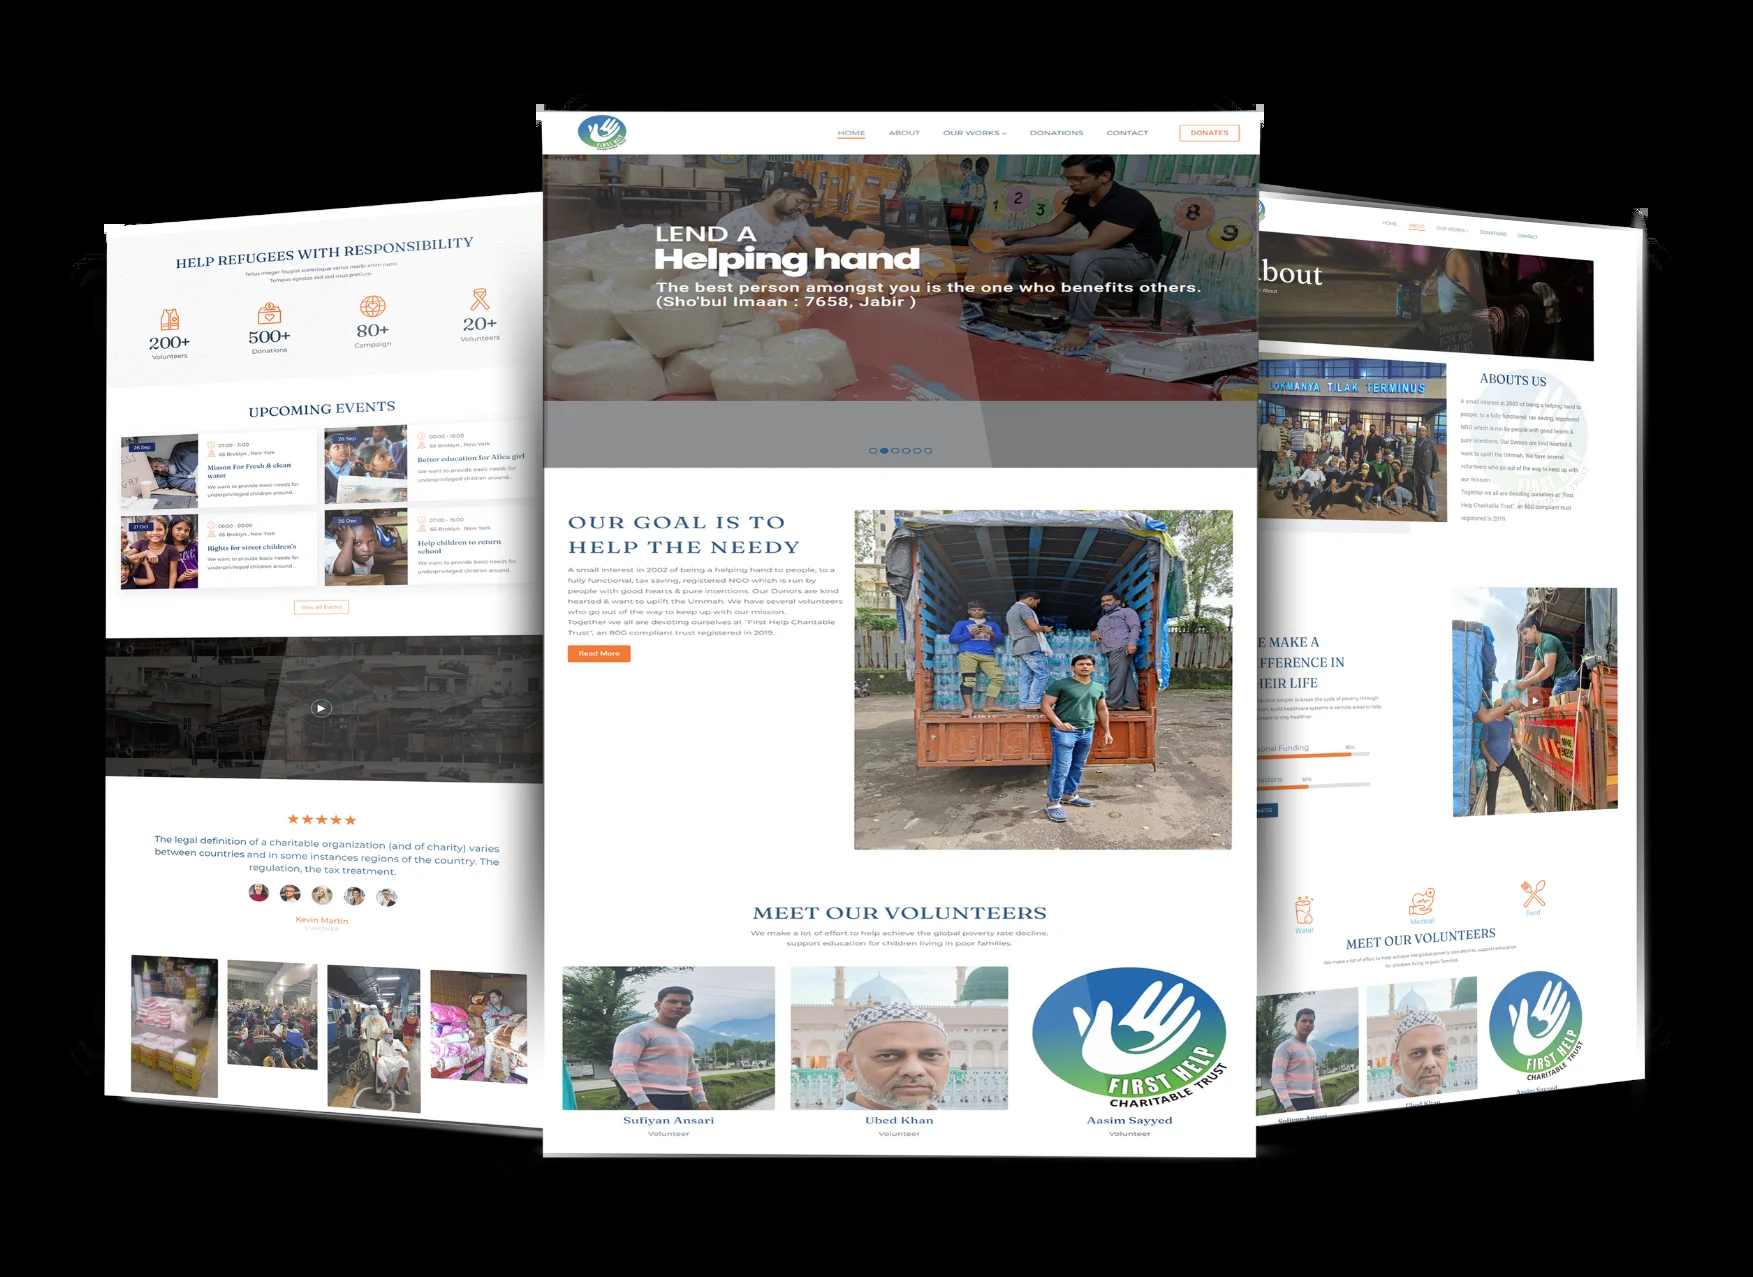 HELP REFUGEES WITH RESPONSIBILITY
Tellus integer feugiat scelerisque varius morbi enim nunc
Tempus egestas sed sed risus pretium
200+
Volunteers
500+
Donations
80+
Campaign
20+
Volunteers
UPCOMING EVENTS
26 Sep
07:00 - 11:00
66 Broklyn , New York
Misson For Fresh & clean
water
We want to provide basic needs for
underprivileged children around...
26 Sep
00:00 - 10:00
66 Broklyn , New York
Better education for Afica girl
We want to provide basic needs for
underprivileged children around...
21 Oct
06:00 - 00:00
66 Broklyn , New York
Rights for street children's
We want to provide basic needs for
underprivileged children around...
26 Dec
07:00 - 15:00
66 Broklyn , New York
Help children to return
school
We want to provide basic needs for
underprivileged children around...
View All Events
The legal definition of a charitable organization (and of charity) varies
between countries and in some instances regions of the country. The
regulation, the tax treatment.
Kevin Martin
CUSTOMER
FIRST HELP
HOME
ABOUT
OUR WORKS
DONATIONS
CONTACT
DONATES
1 2 3
8
9
LEND A
Helping hand
The best person amongst you is the one who benefits others.
(Sho'bul Imaan : 7658, Jabir )
OUR GOAL IS TO
HELP THE NEEDY
A small interest in 2002 of being a helping hand to people, to a
fully functional, tax saving, registered NGO which is run by
people with good hearts & pure intentions. Our Donors are kind
hearted & want to uplift the Ummah. We have several volunteers
who go out of the way to keep up with our mission.
Together we all are devoting ourselves at "First Help Charitable
Trust", an 80G compliant trust registered in 2019.
Read More
MEET OUR VOLUNTEERS
We make a lot of effort to help achieve the global poverty rate decline,
support education for children living in poor families.
FIRST HELP
CHARITABLE TRUST
Sufiyan Ansari
Volunteer
Ubed Khan
Volunteer
Aasim Sayyed
Volunteer
HOME
ABOUT
OUR WORKS
DONATIONS
CONTACT
bout
About
LOKMANYA TILAK TERMINUS
ABOUTS US
A small interest in 2002 of being a helping hand to
people, to a fully functional, tax saving, registered
NGO which is run by people with good hearts &
pure intentions. Our Donors are kind hearted &
want to uplift the Ummah. We have several
volunteers who go out of the way to keep up with
our mission.
Together we all are devoting ourselves at "First
Help Charitable Trust", an 80G compliant trust
registered in 2019.
E MAKE A
IFFERENCE IN
HEIR LIFE
onal Funding
85%
nations
50%
Water
Medical
Food
MEET OUR VOLUNTEERS
We make a lot of effort to help achieve the global poverty rate decline, support education
for children living in poor families.
FIRST HELP
CHARITABLE TRUST
Sufiyan Ansari
Ubed Khan
Aasim Sayyed